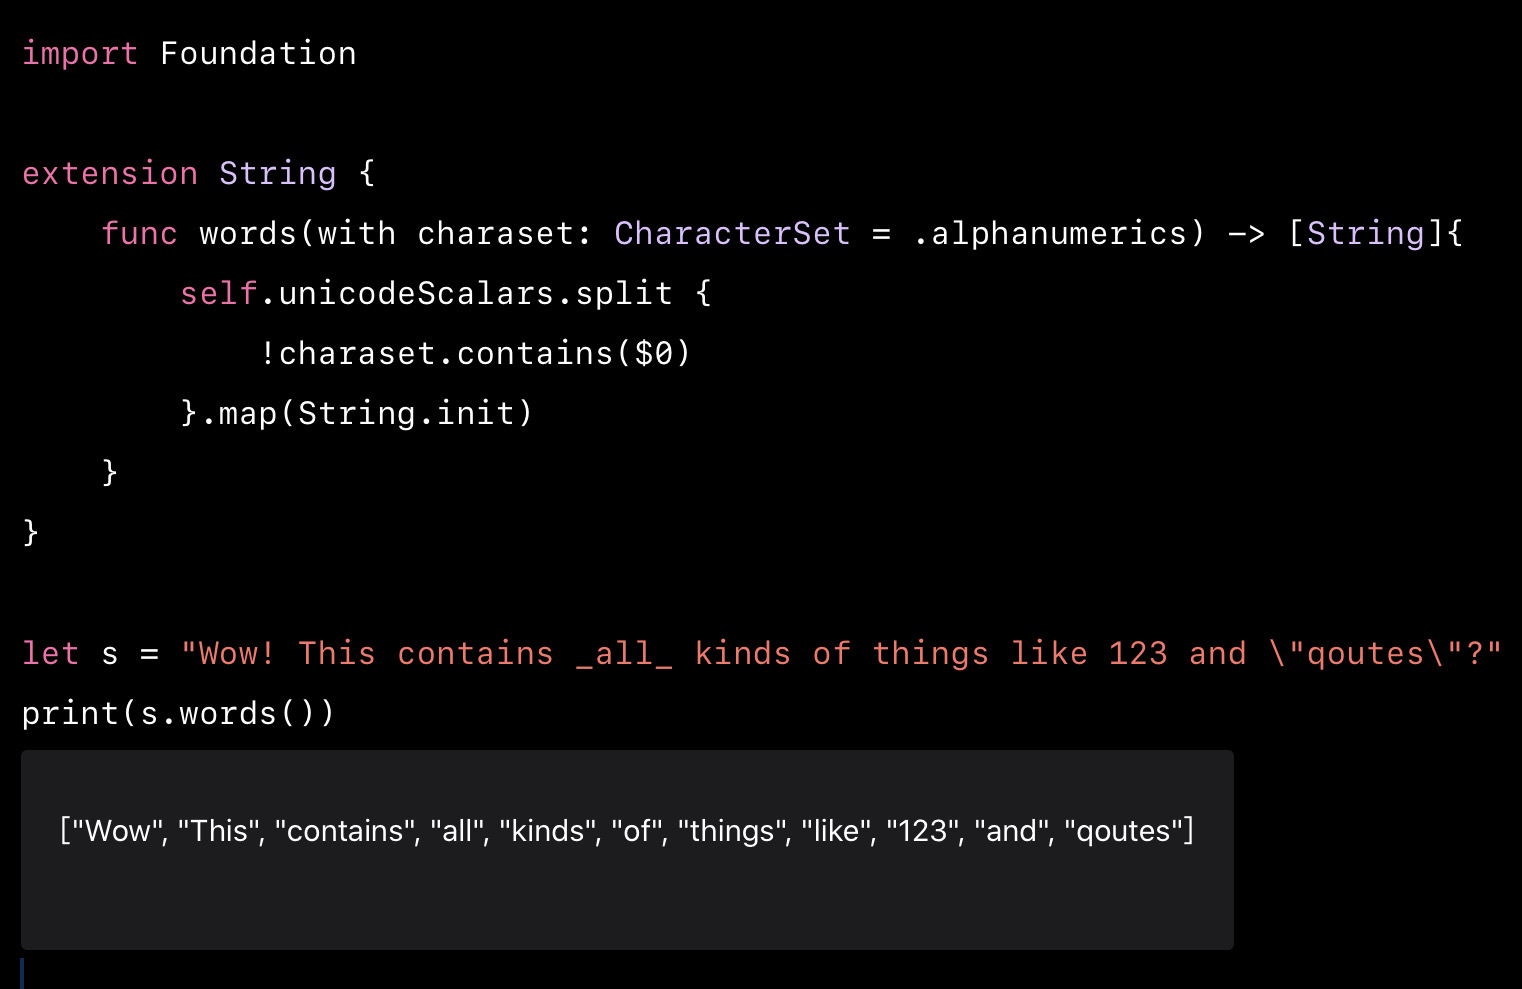 import Foundation
extension String {
func words(with charaset: CharacterSet = .alphanumerics) -> [String]{
self.unicodeScalars.split {
!charaset.contains($0)
}.map(String.init)
}
}
let s = "Wow! This contains _all_ kinds of things like 123 and \"qoutes\"?"
print(s.words())
["Wow", "This", "contains", "all", "kinds", "of", "things", "like", "123", "and", "qoutes"]